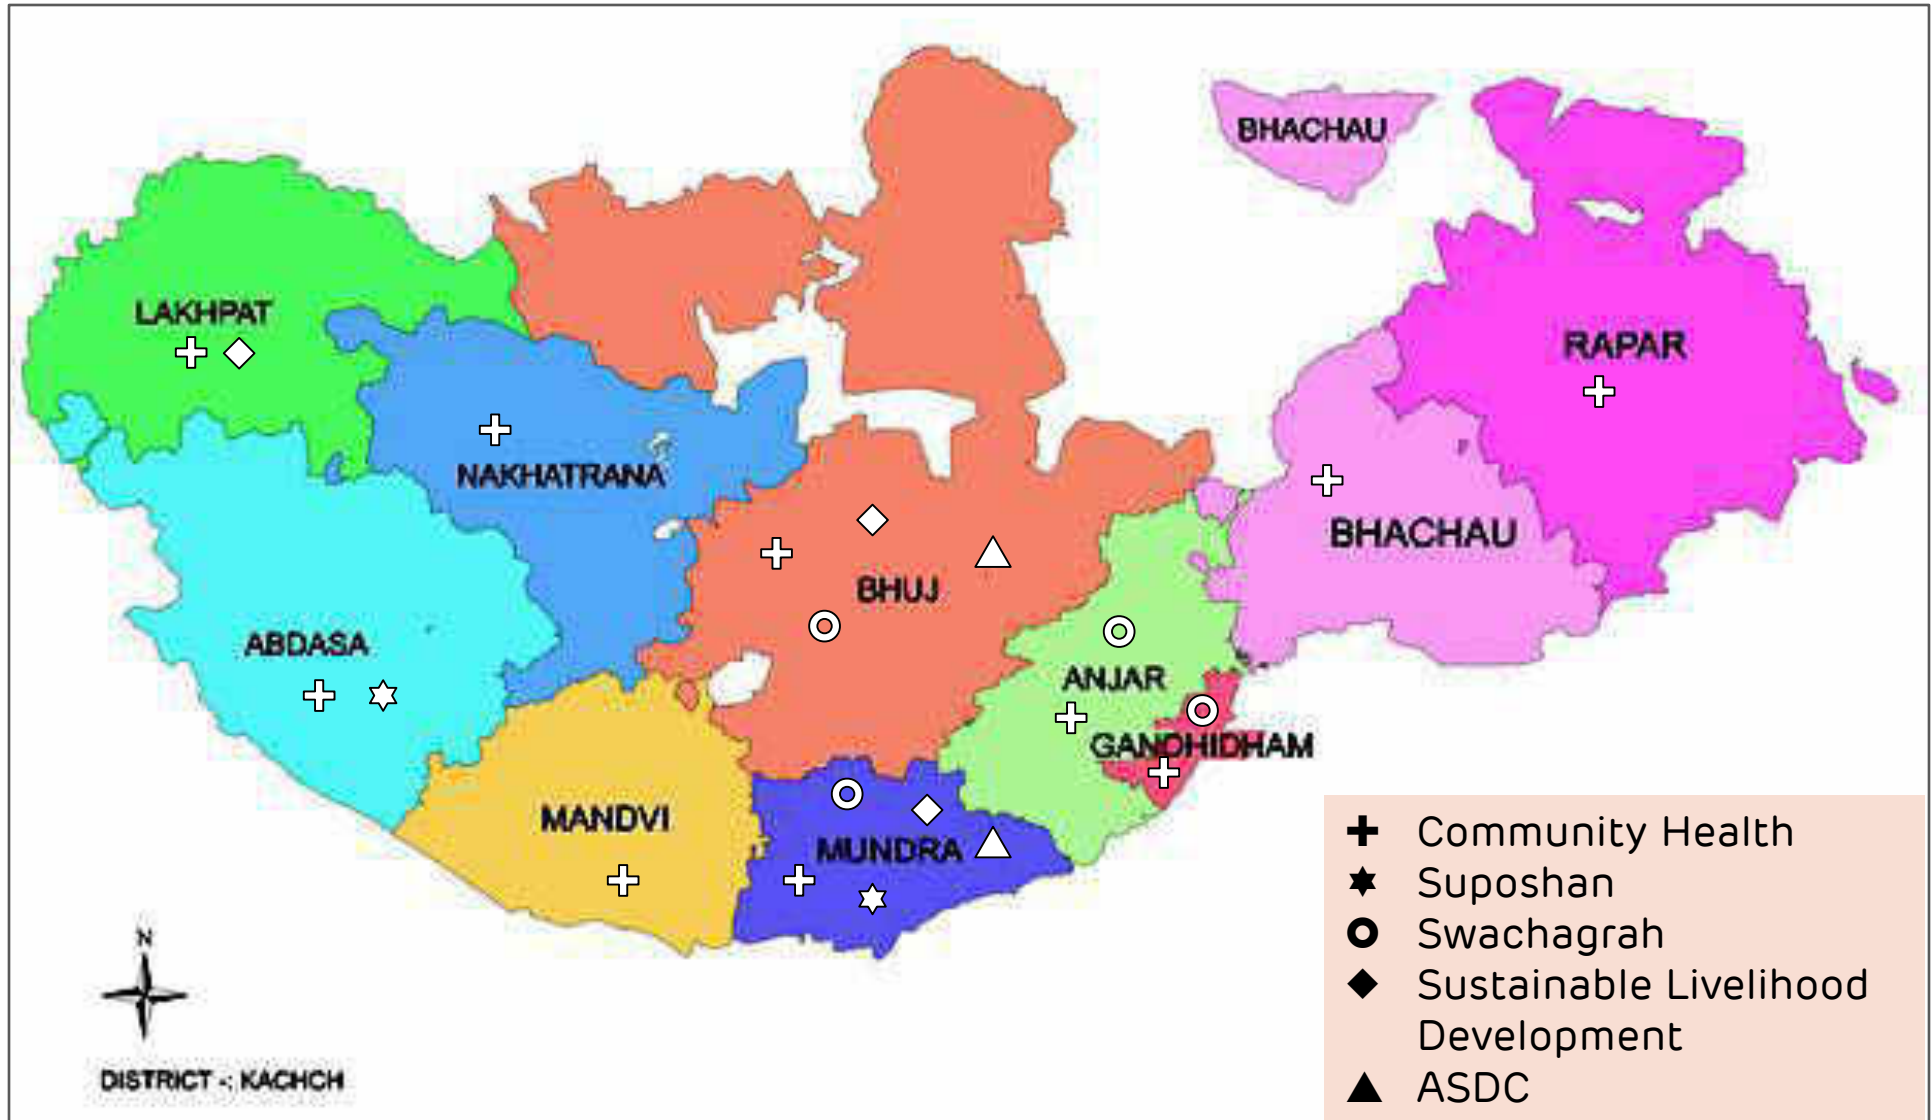 BHACHAU
LAKHPAT
RAPAR
NAKHATRANA
BHACHAU
BHUJ
ABDASA
ANJAR
GANDHIDHAM
MANDVI
MUNDRA
N
DISTRICT -: KACHCH
Community Health
Suposhan
Swachagrah
Sustainable Livelihood
Development
ASDC